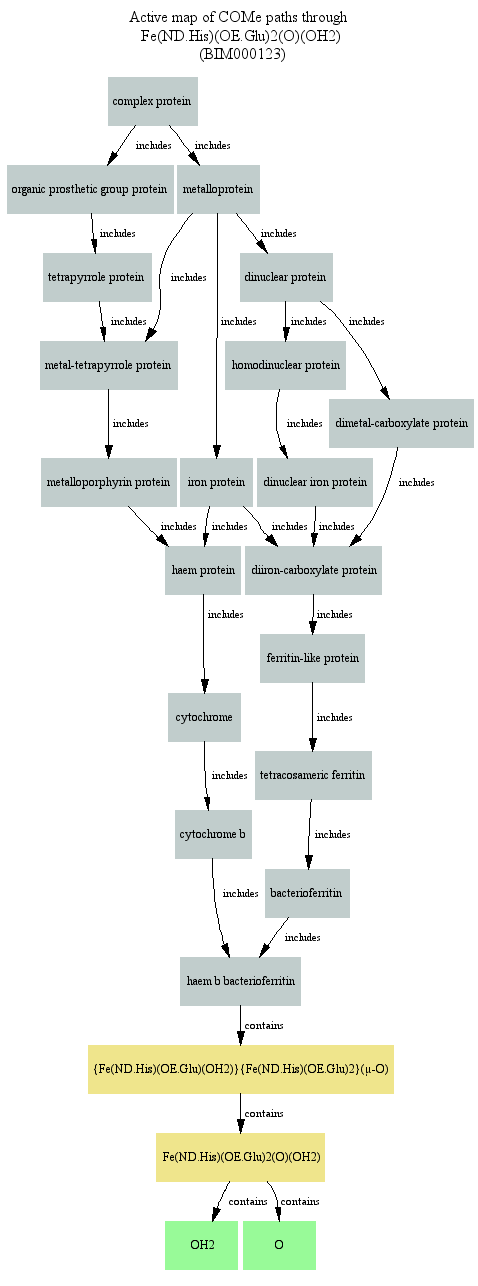 Active map of COMe paths through
Fe(ND.His)(OE.Glu)2(O)(OH2)
(BIM000123)
complex protein
includes
includes
organic prosthetic group protein
metalloprotein
includes
includes
tetrapyrrole protein
includes
dinuclear protein
includes
includes
includes
includes
metal-tetrapyrrole protein
homodinuclear protein
dimetal-carboxylate protein
includes
includes
metalloporphyrin protein
iron protein
dinuclear iron protein
includes
includes
includes
includes
includes
haem protein
diiron-carboxylate protein
includes
includes
ferritin-like protein
cytochrome
includes
includes
tetracosameric ferritin
cytochrome b
includes
includes
bacterioferritin
includes
haem b bacterioferritin
contains
{Fe(ND.His)(OE.Glu)(OH2)}{Fe(ND.His)(OE.Glu)2}(μ-O)
contains
Fe(ND.His)(OE.Glu)2(O)(OH2)
contains
contains
OH2
O